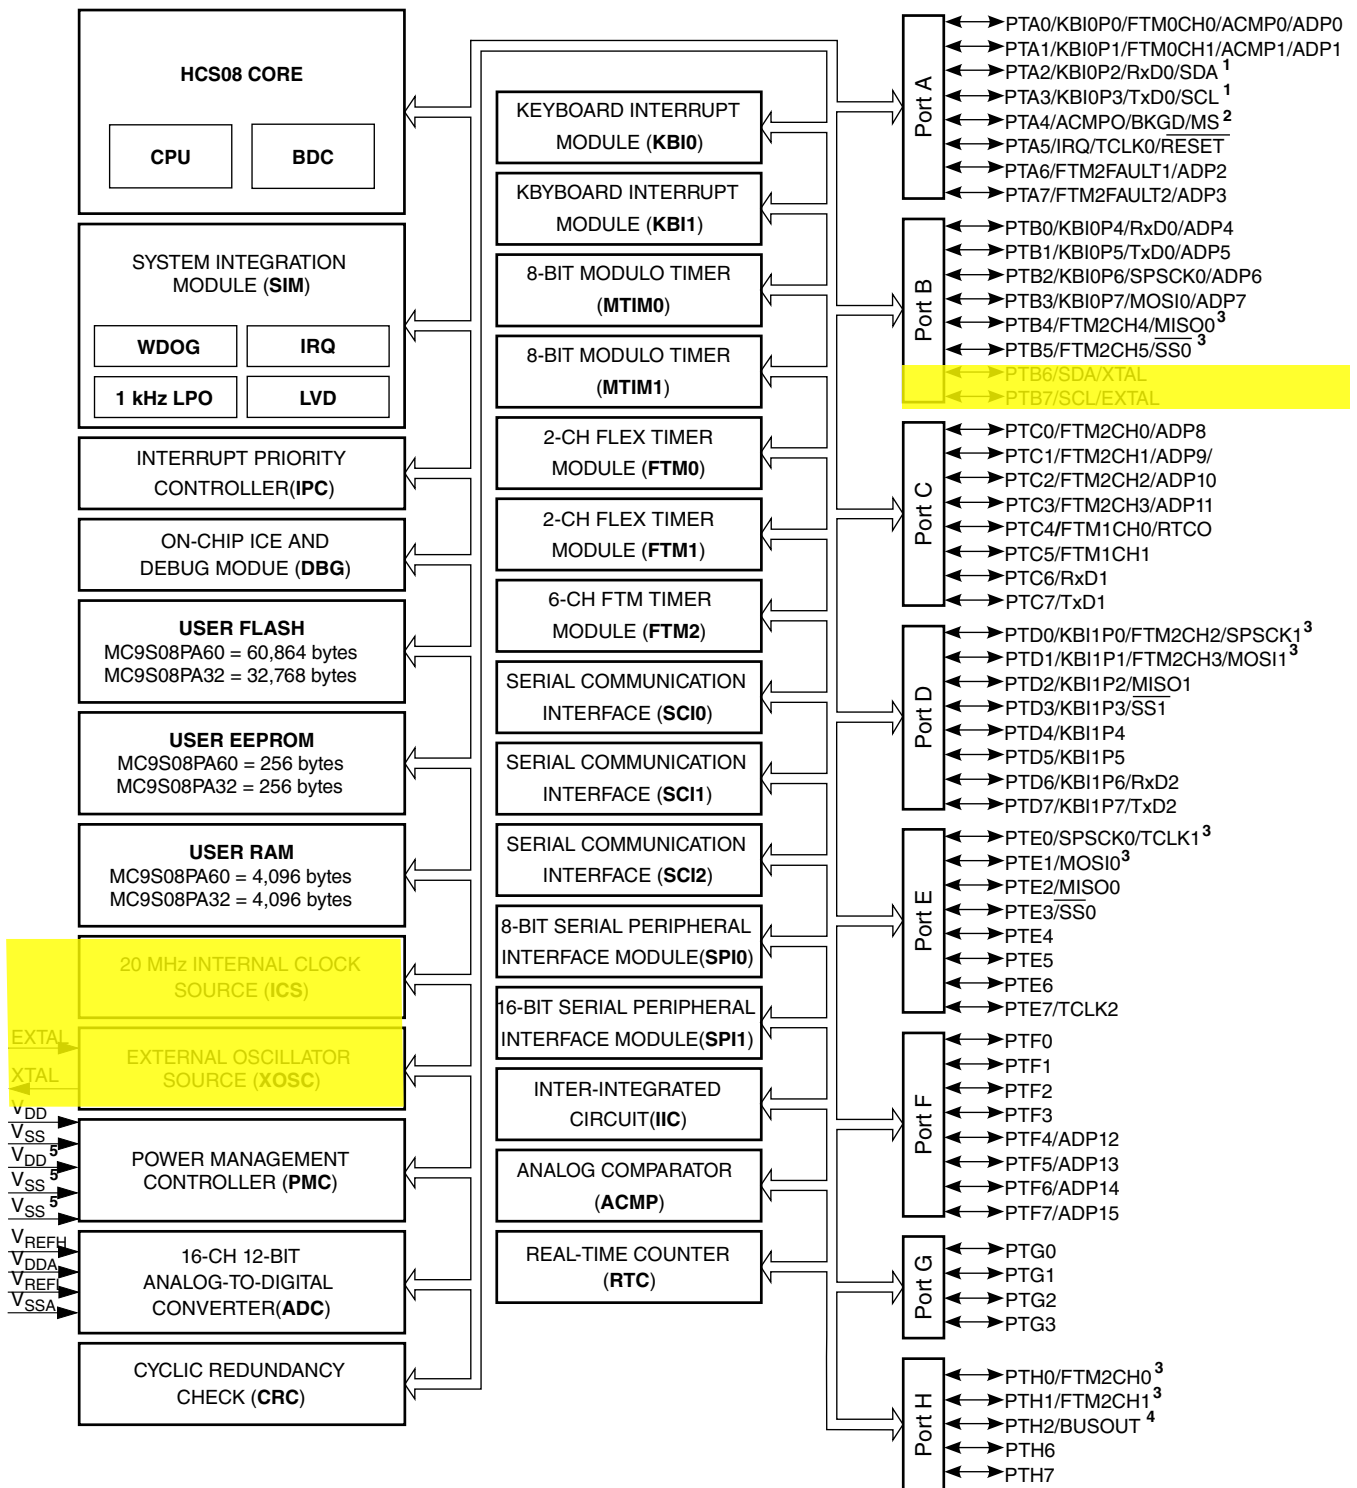 HCS08 CORE
CPU
BDC
SYSTEM INTEGRATION
MODULE (SIM)
WDOG
IRQ
1 kHz LPO
LVD
INTERRUPT PRIORITY
CONTROLLER(IPC)
ON-CHIP ICE AND
DEBUG MODUE (DBG)
USER FLASH
MC9S08PA60 = 60,864 bytes
MC9S08PA32 = 32,768 bytes
USER EEPROM
MC9S08PA60 = 256 bytes
MC9S08PA32 = 256 bytes
USER RAM
MC9S08PA60 = 4,096 bytes
MC9S08PA32 = 4,096 bytes
20 MHz INTERNAL CLOCK
SOURCE (ICS)
EXTAL
XTAL
EXTERNAL OSCILLATOR
SOURCE (XOSC)
VDD
VSS
VDD 5
VSS 5
VSS 5
POWER MANAGEMENT
CONTROLLER (PMC)
VREFH
VDDA
VREFL
VSSA
16-CH 12-BIT
ANALOG-TO-DIGITAL
CONVERTER(ADC)
CYCLIC REDUNDANCY
CHECK (CRC)
KEYBOARD INTERRUPT
MODULE (KBI0)
KBYBOARD INTERRUPT
MODULE (KBI1)
8-BIT MODULO TIMER
(MTIM0)
8-BIT MODULO TIMER
(MTIM1)
2-CH FLEX TIMER
MODULE (FTM0)
2-CH FLEX TIMER
MODULE (FTM1)
6-CH FTM TIMER
MODULE (FTM2)
SERIAL COMMUNICATION
INTERFACE (SCI0)
SERIAL COMMUNICATION
INTERFACE (SCI1)
SERIAL COMMUNICATION
INTERFACE (SCI2)
8-BIT SERIAL PERIPHERAL
INTERFACE MODULE(SPI0)
16-BIT SERIAL PERIPHERAL
INTERFACE MODULE(SPI1)
INTER-INTEGRATED
CIRCUIT(IIC)
ANALOG COMPARATOR
(ACMP)
REAL-TIME COUNTER
(RTC)
Port A
PTA0/KBI0P0/FTM0CH0/ACMP0/ADP0
PTA1/KBI0P1/FTM0CH1/ACMP1/ADP1
PTA2/KBI0P2/RxD0/SDA 1
PTA3/KBI0P3/TxD0/SCL 1
PTA4/ACMPO/BKGD/MS 2
PTA5/IRQ/TCLK0/RESET
PTA6/FTM2FAULT1/ADP2
PTA7/FTM2FAULT2/ADP3
Port B
PTB0/KBI0P4/RxD0/ADP4
PTB1/KBI0P5/TxD0/ADP5
PTB2/KBI0P6/SPSCK0/ADP6
PTB3/KBI0P7/MOSI0/ADP7
PTB4/FTM2CH4/MISO0 3
PTB5/FTM2CH5/SS0 3
PTB6/SDA/XTAL
PTB7/SCL/EXTAL
Port C
PTC0/FTM2CH0/ADP8
PTC1/FTM2CH1/ADP9/
PTC2/FTM2CH2/ADP10
PTC3/FTM2CH3/ADP11
PTC4/FTM1CH0/RTCO
PTC5/FTM1CH1
PTC6/RxD1
PTC7/TxD1
Port D
PTD0/KBI1P0/FTM2CH2/SPSCK1 3
PTD1/KBI1P1/FTM2CH3/MOSI1 3
PTD2/KBI1P2/MISO1
PTD3/KBI1P3/SS1
PTD4/KBI1P4
PTD5/KBI1P5
PTD6/KBI1P6/RxD2
PTD7/KBI1P7/TxD2
Port E
PTE0/SPSCK0/TCLK1 3
PTE1/MOSI0 3
PTE2/MISO0
PTE3/SS0
PTE4
PTE5
PTE6
PTE7/TCLK2
Port F
PTF0
PTF1
PTF2
PTF3
PTF4/ADP12
PTF5/ADP13
PTF6/ADP14
PTF7/ADP15
Port G
PTG0
PTG1
PTG2
PTG3
Port H
PTH0/FTM2CH0 3
PTH1/FTM2CH1 3
PTH2/BUSOUT 4
PTH6
PTH7